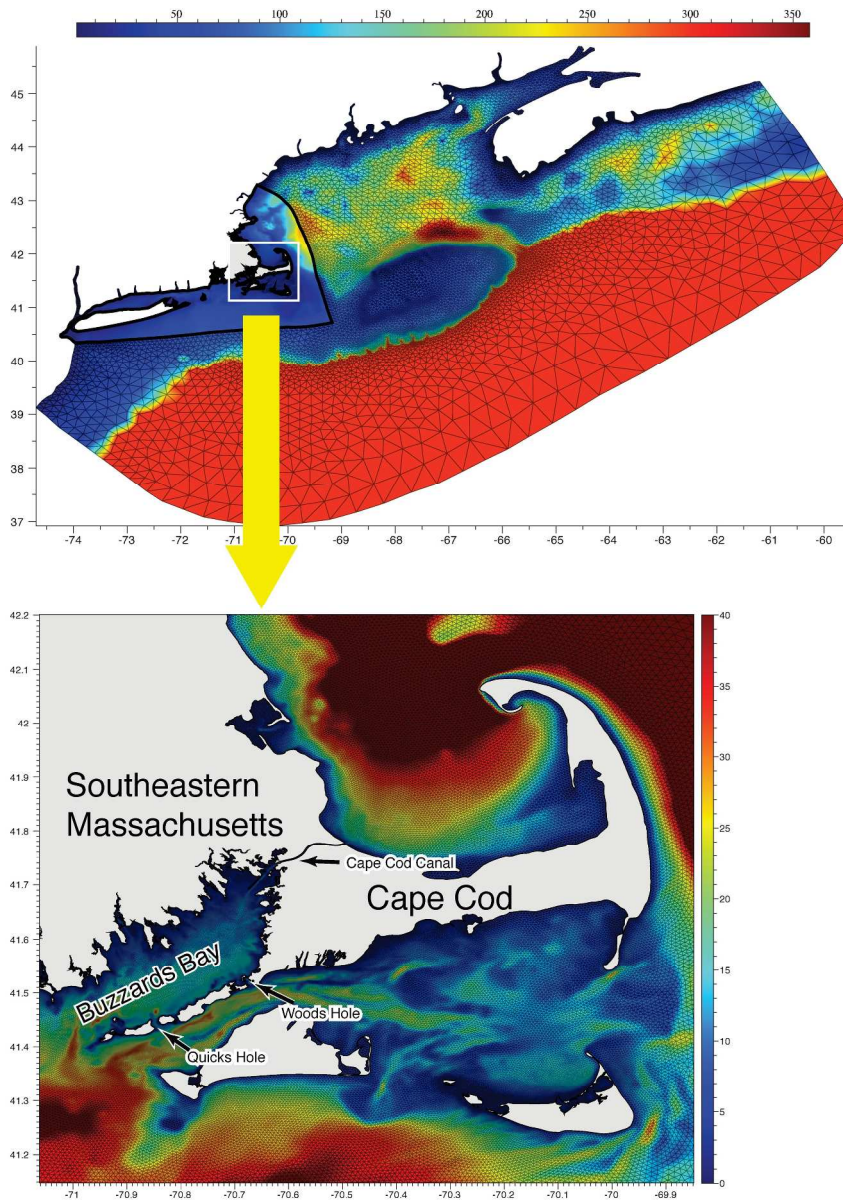 50 100 150 200 250 300 350
45
44
43
42
41
40
39
38
37
-74 -73 -72 -71 -70 -69 -68 -67 -66 -65 -64 -63 -62 -61 -60
42.2
42.1
42
41.9
41.8
41.7
41.6
41.5
41.4
41.3
41.2
Southeastern
Massachusetts
Cape Cod Canal
Cape Cod
Buzzards Bay
Woods Hole
Quicks Hole
40
35
30
25
20
15
10
5
0
-71 -70.9 -70.8 -70.7 -70.6 -70.5 -70.4 -70.3 -70.2 -70.1 -70 -69.9